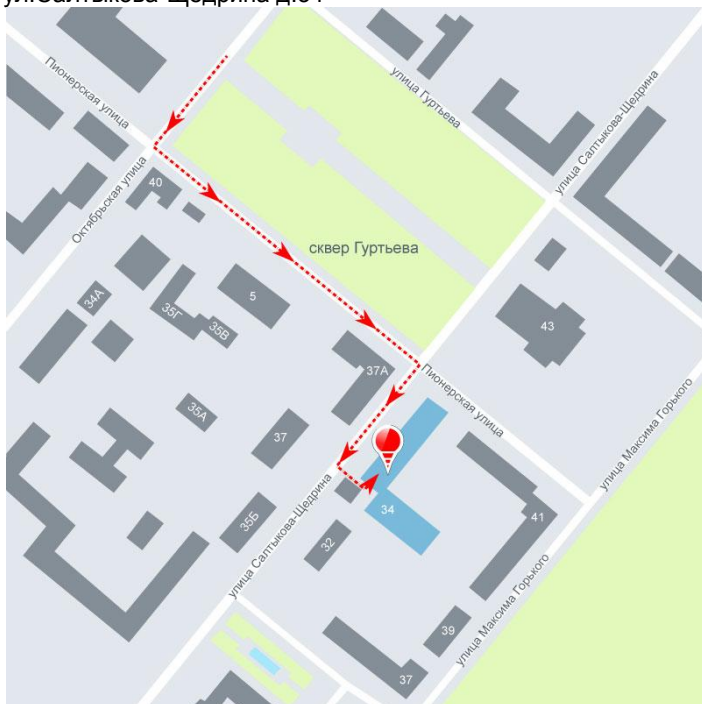 ул.Салтыкова-Щедрина д.34
Пионерская улица
улица Гуртьева
улица Салтыкова-Щедрина
Октябрьская улица
40
сквер Гуртьева
34А
35Г
35В
5
43
37А
Пионерская улица
улица Максима Горького
35А
37
34
41
35Б
32
улица Салтыкова-Щедрина
улица Максима Горького
39
37